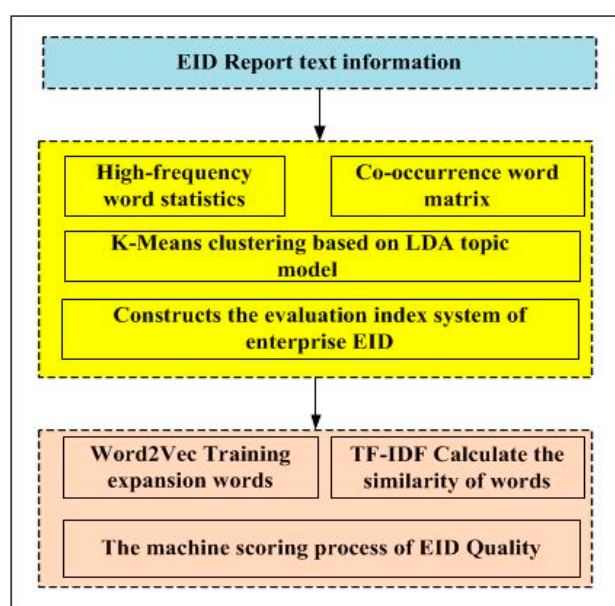 EID Report text information
High-frequency
word statistics
Co-occurrence word
matrix
K-Means clustering based on LDA topic
model
Constructs the evaluation index system of
enterprise EID
Word2Vec Training
expansion words
TF-IDF Calculate the
similarity of words
The machine scoring process of EID Quality